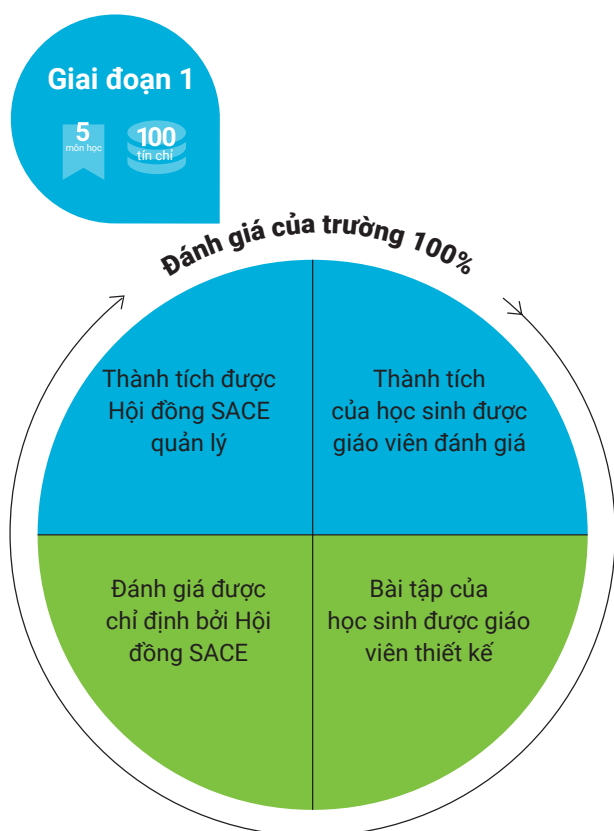 Giai đoạn 1
5
môn học
100
tín chỉ
Đánh giá của trường 100%
Thành tích được
Hội đồng SACE
quản lý
Thành tích
của học sinh được
giáo viên đánh giá
Đánh giá được
chỉ định bởi Hội
đồng SACE
Bài tập của
học sinh được giáo
viên thiết kế